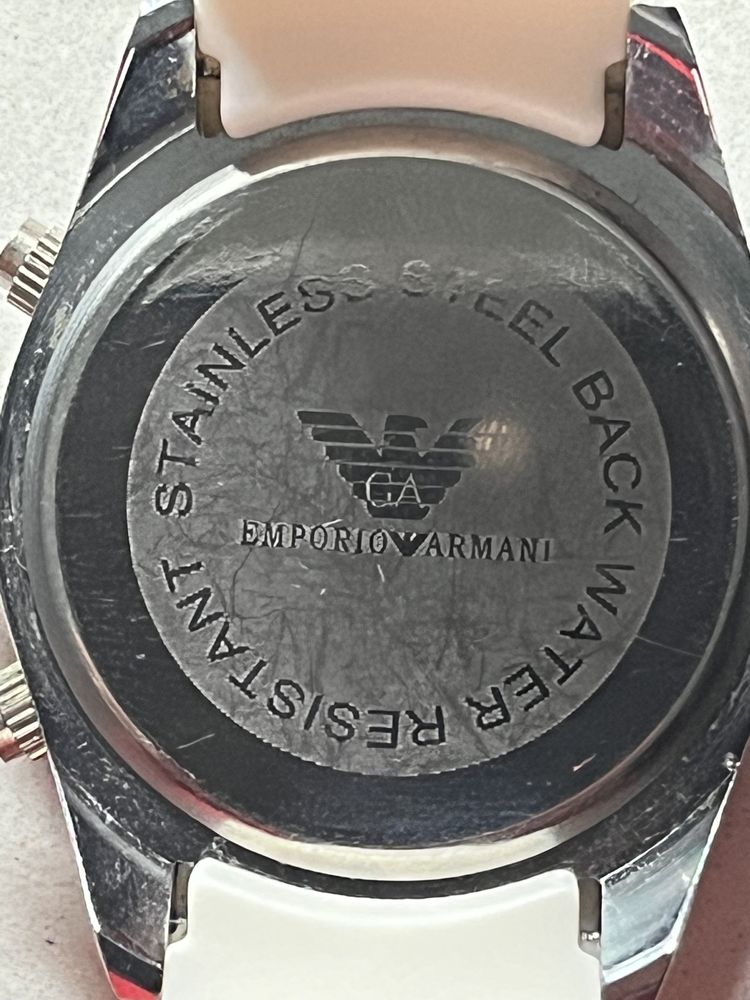 STAINLESS STEEL BACK WATER RESISTANT
GA
EMPORIO ARMANI